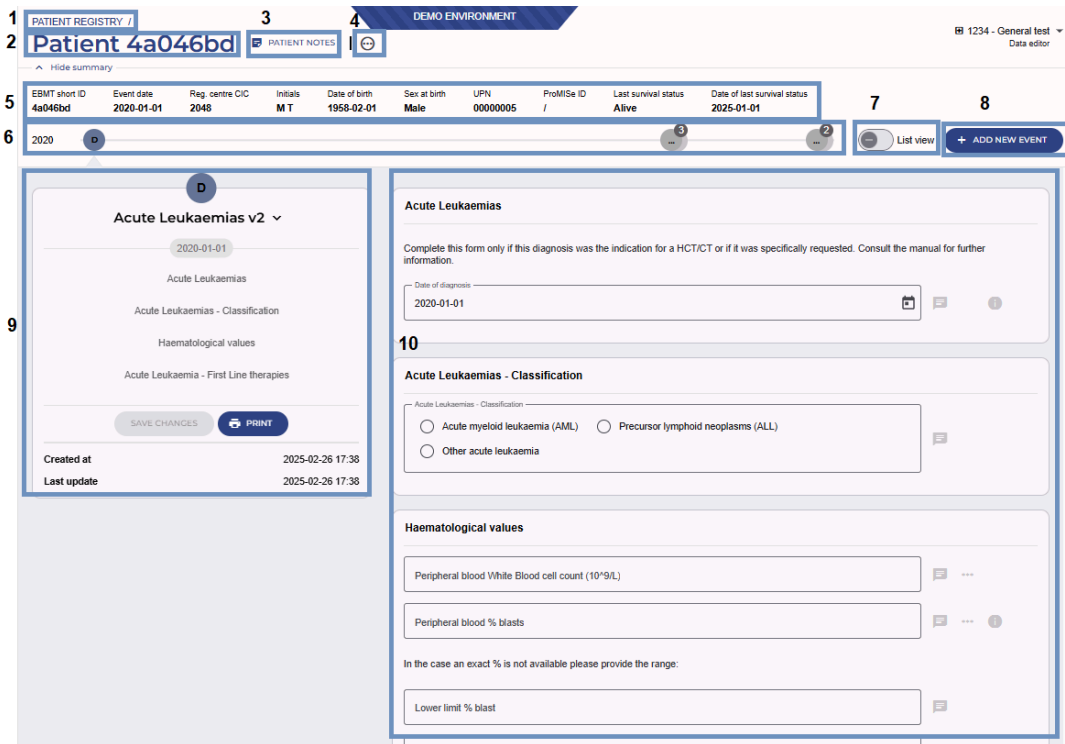 1 PATIENT REGISTRY / 3 4 DEMO ENVIRONMENT
2 Patient 4a046bd PATIENT NOTES 1234 - General test
Data editor
Hide summary
5 EBMT short ID Event date Reg. centre CIC Initials Date of birth Sex at birth UPN ProMISe ID Last survival status Date of last survival status 7 8
4a046bd 2020-01-01 2048 M T 1958-02-01 Male 00000005 / Alive 2025-01-01
6 2020 D ... 3 ... 2 List view + ADD NEW EVENT
D
Acute Leukaemias v2
2020-01-01
Acute Leukaemias
Acute Leukaemias - Classification
9
Haematological values
Acute Leukaemia - First Line therapies
SAVE CHANGES PRINT
Created at 2025-02-26 17:38
Last update 2025-02-26 17:38
Acute Leukaemias
Complete this form only if this diagnosis was the indication for a HCT/CT or if it was specifically requested. Consult the manual for further
information.
Date of diagnosis
2020-01-01
10
Acute Leukaemias - Classification
Acute Leukaemias - Classification
Acute myeloid leukaemia (AML) Precursor lymphoid neoplasms (ALL)
Other acute leukaemia
Haematological values
Peripheral blood White Blood cell count (10^9/L)
Peripheral blood % blasts
In the case an exact % is not available please provide the range:
Lower limit % blast